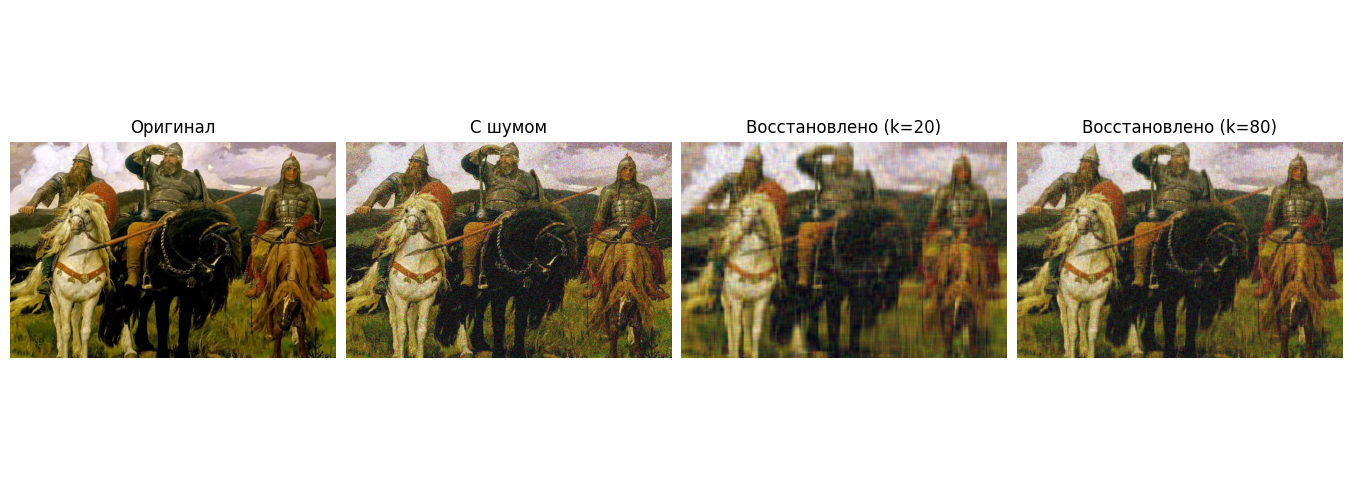 Оригинал
С шумом
Восстановлено (k=20)
Восстановлено (k=80)